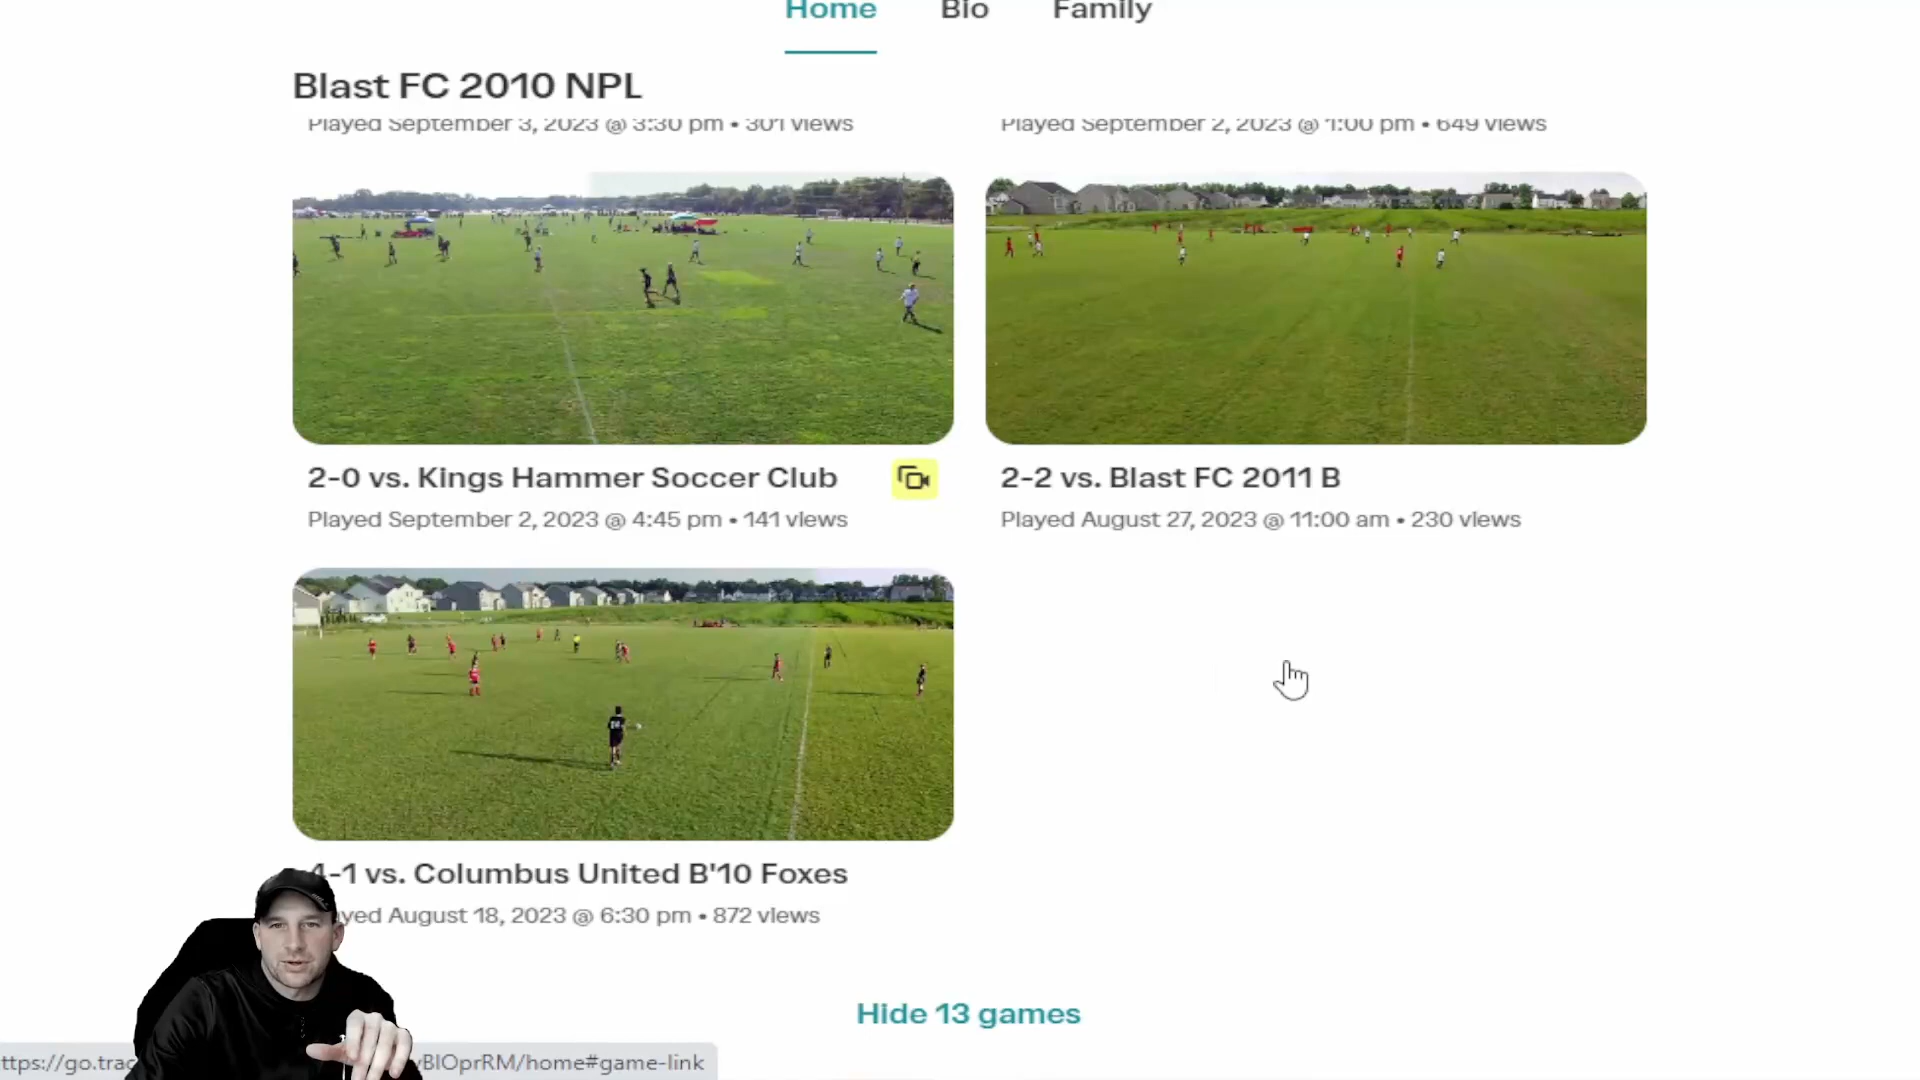 Home Bio Family
Blast FC 2010 NPL
Played September 3, 2023 @ 3:30 pm • 301 views
Played September 2, 2023 @ 1:00 pm • 649 views
2-0 vs. Kings Hammer Soccer Club
Played September 2, 2023 @ 4:45 pm • 141 views
2-2 vs. Blast FC 2011 B
Played August 27, 2023 @ 11:00 am • 230 views
4-1 vs. Columbus United B'10 Foxes
yed August 18, 2023 @ 6:30 pm • 872 views
Hide 13 games
ttps://go.trac BlOprRM/home#game-link